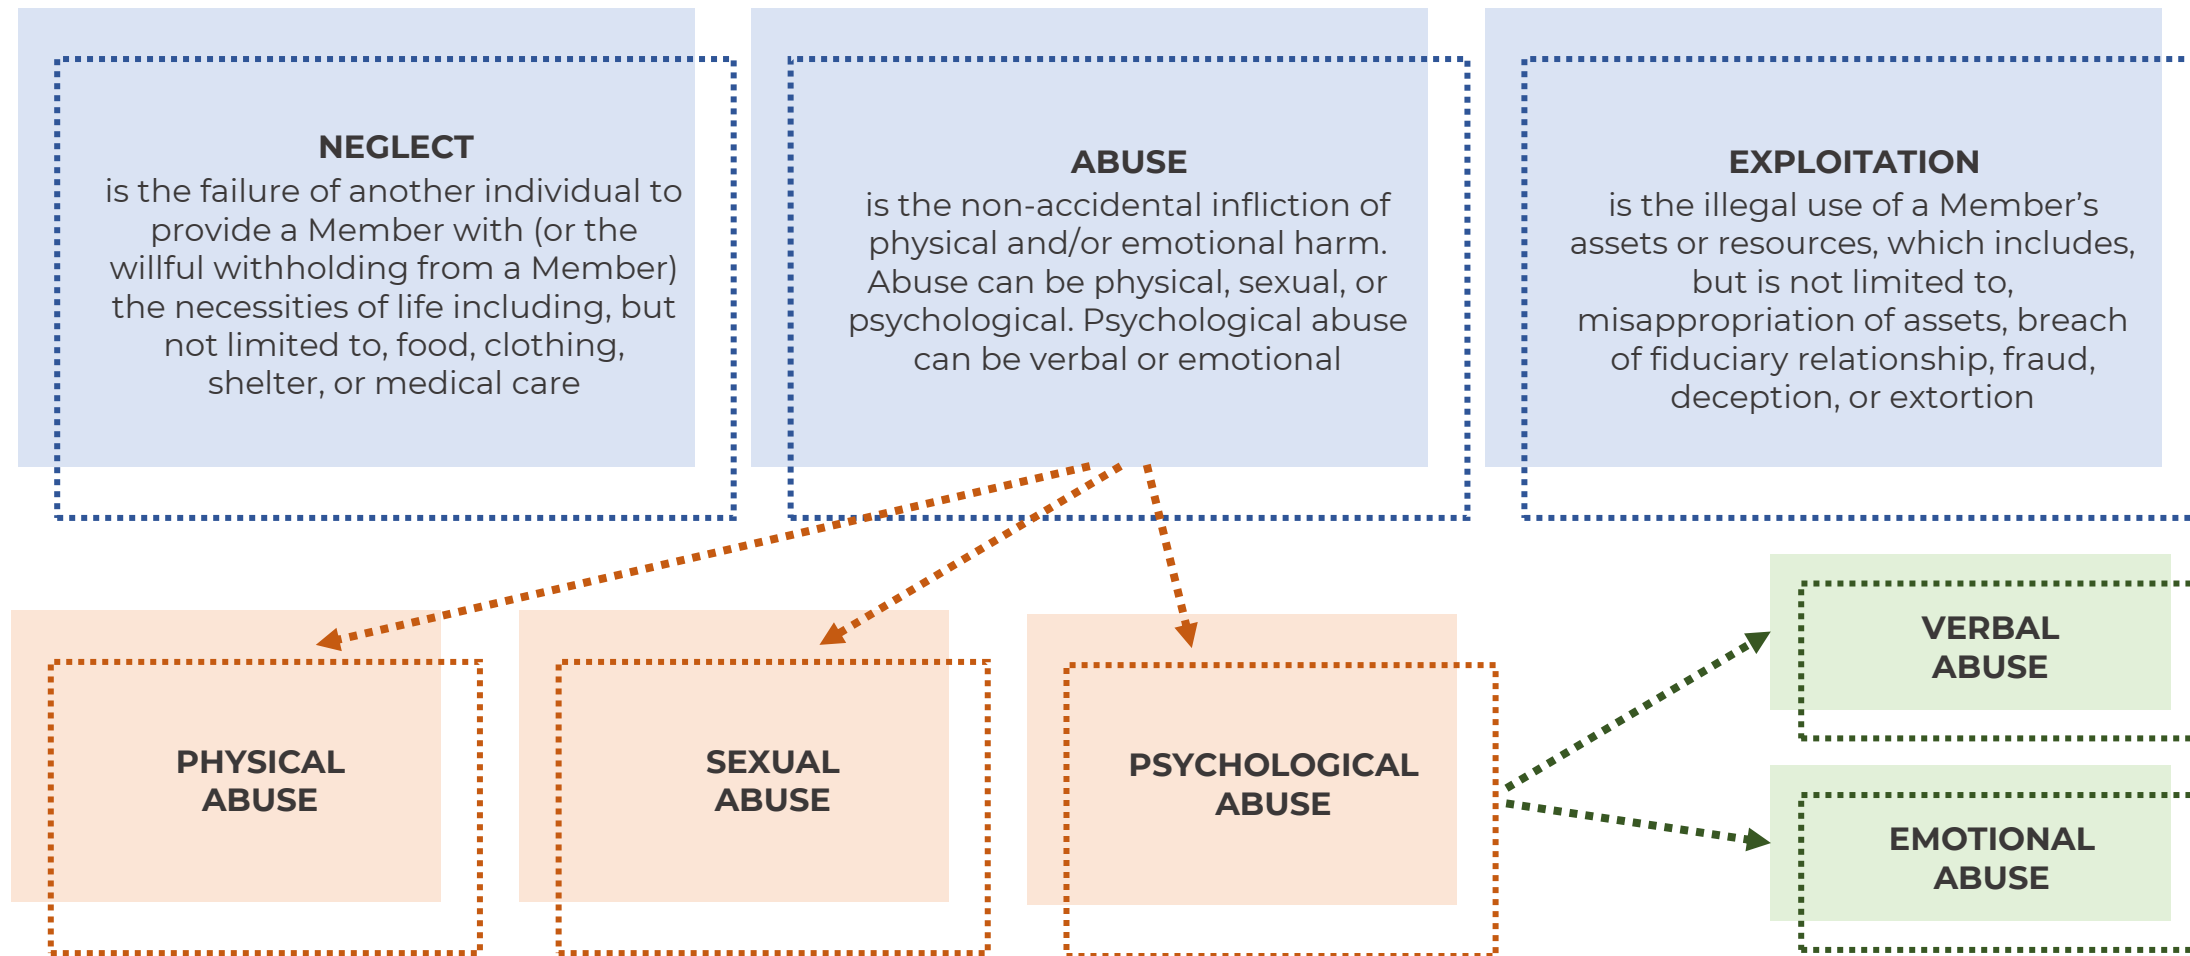 NEGLECT
is the failure of another individual to
provide a Member with (or the
willful withholding from a Member)
the necessities of life including, but
not limited to, food, clothing,
shelter, or medical care
ABUSE
is the non-accidental infliction of
physical and/or emotional harm.
Abuse can be physical, sexual, or
psychological. Psychological abuse
can be verbal or emotional
EXPLOITATION
is the illegal use of a Member’s
assets or resources, which includes,
but is not limited to,
misappropriation of assets, breach
of fiduciary relationship, fraud,
deception, or extortion
PHYSICAL
ABUSE
SEXUAL
ABUSE
PSYCHOLOGICAL
ABUSE
VERBAL
ABUSE
EMOTIONAL
ABUSE